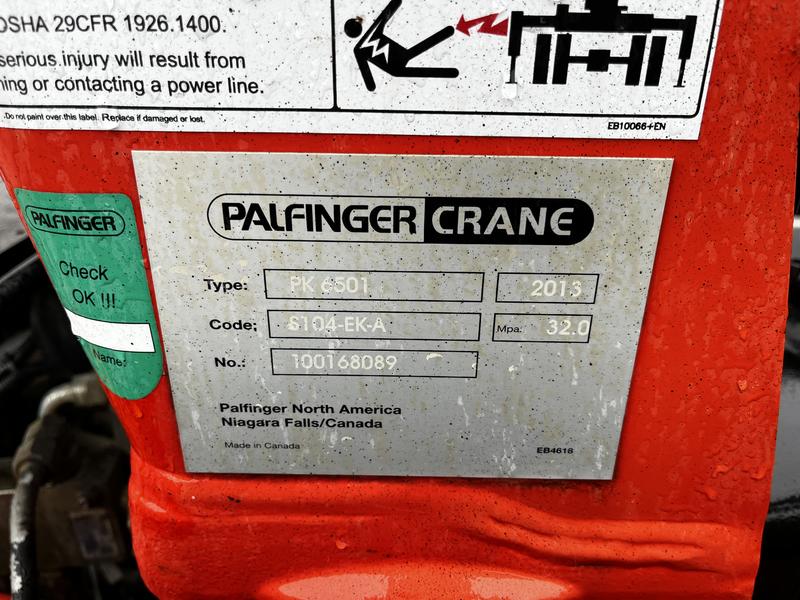 OSHA 29CFR 1926.1400.
serious injury will result from
ning or contacting a power line.
Do not paint over this label. Replace if damaged or lost.
EB10066+EN
PALFINGER
Check
OK !!!
Name:
PALFINGER CRANE
Type: PK 6501 2013
Code: S104-EK-A Mpa: 32.0
No.: 100168089
Palfinger North America
Niagara Falls/Canada
Made in Canada
EB4618